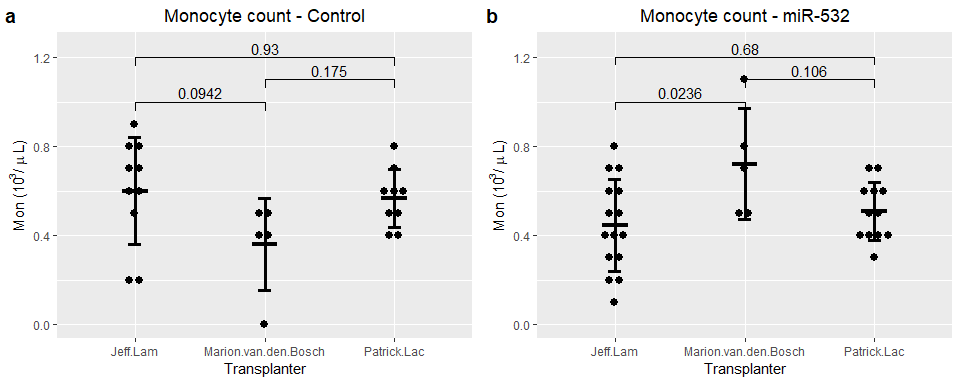 a
Monocyte count - Control
Mon (10³/ μL)
1.2
0.8
0.4
0.0
0.93
0.175
0.0942
Jeff.Lam
Marion.van.den.Bosch
Patrick.Lac
Transplanter
b
Monocyte count - miR-532
Mon (10³/ μL)
1.2
0.8
0.4
0.0
0.68
0.106
0.0236
Jeff.Lam
Marion.van.den.Bosch
Patrick.Lac
Transplanter